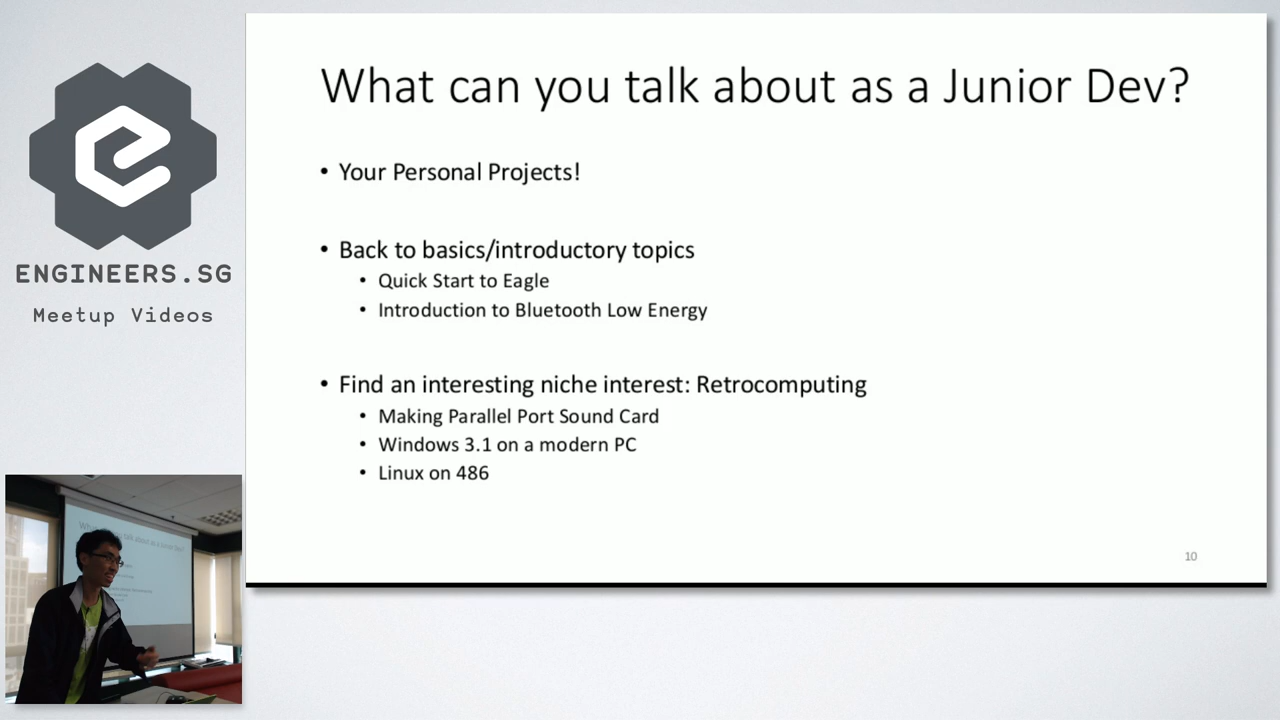 ENGINEERS.SG
Meetup Videos
What can you talk about as a Junior Dev?
• Your Personal Projects!
• Back to basics/introductory topics
• Quick Start to Eagle
• Introduction to Bluetooth Low Energy
• Find an interesting niche interest: Retrocomputing
• Making Parallel Port Sound Card
• Windows 3.1 on a modern PC
• Linux on 486
10